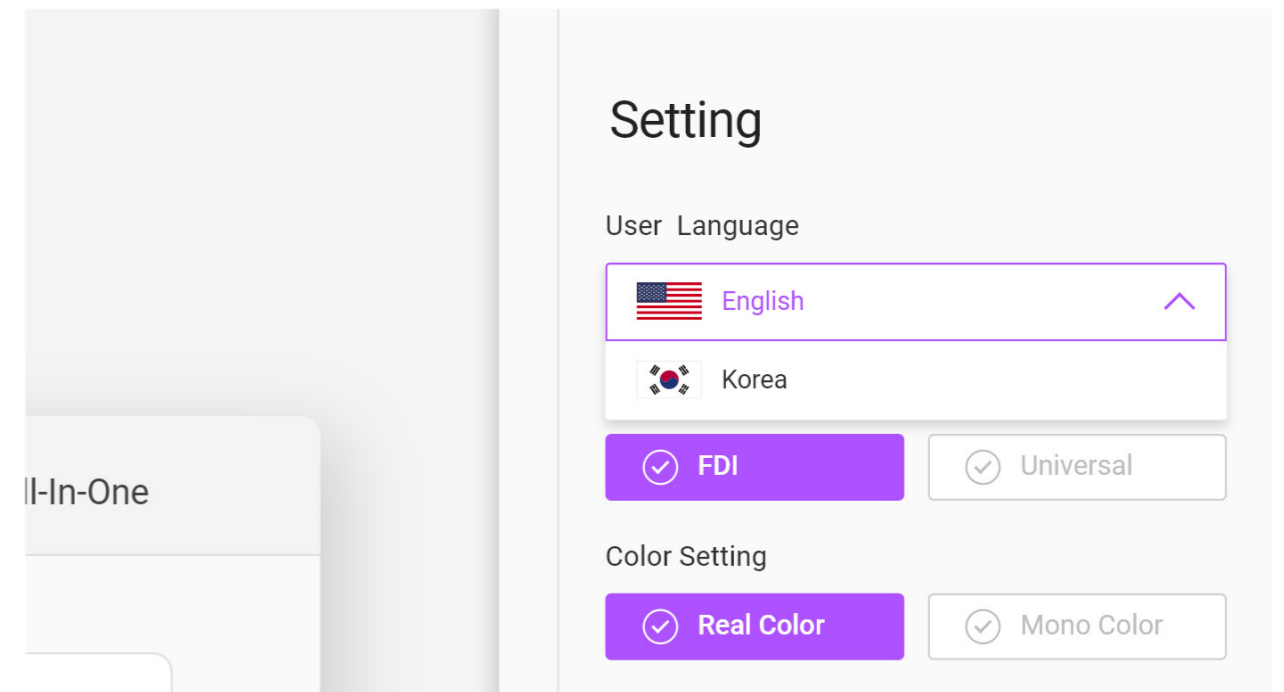 Setting
User Language
English
Korea
FDI
Universal
ll-In-One
Color Setting
Real Color
Mono Color